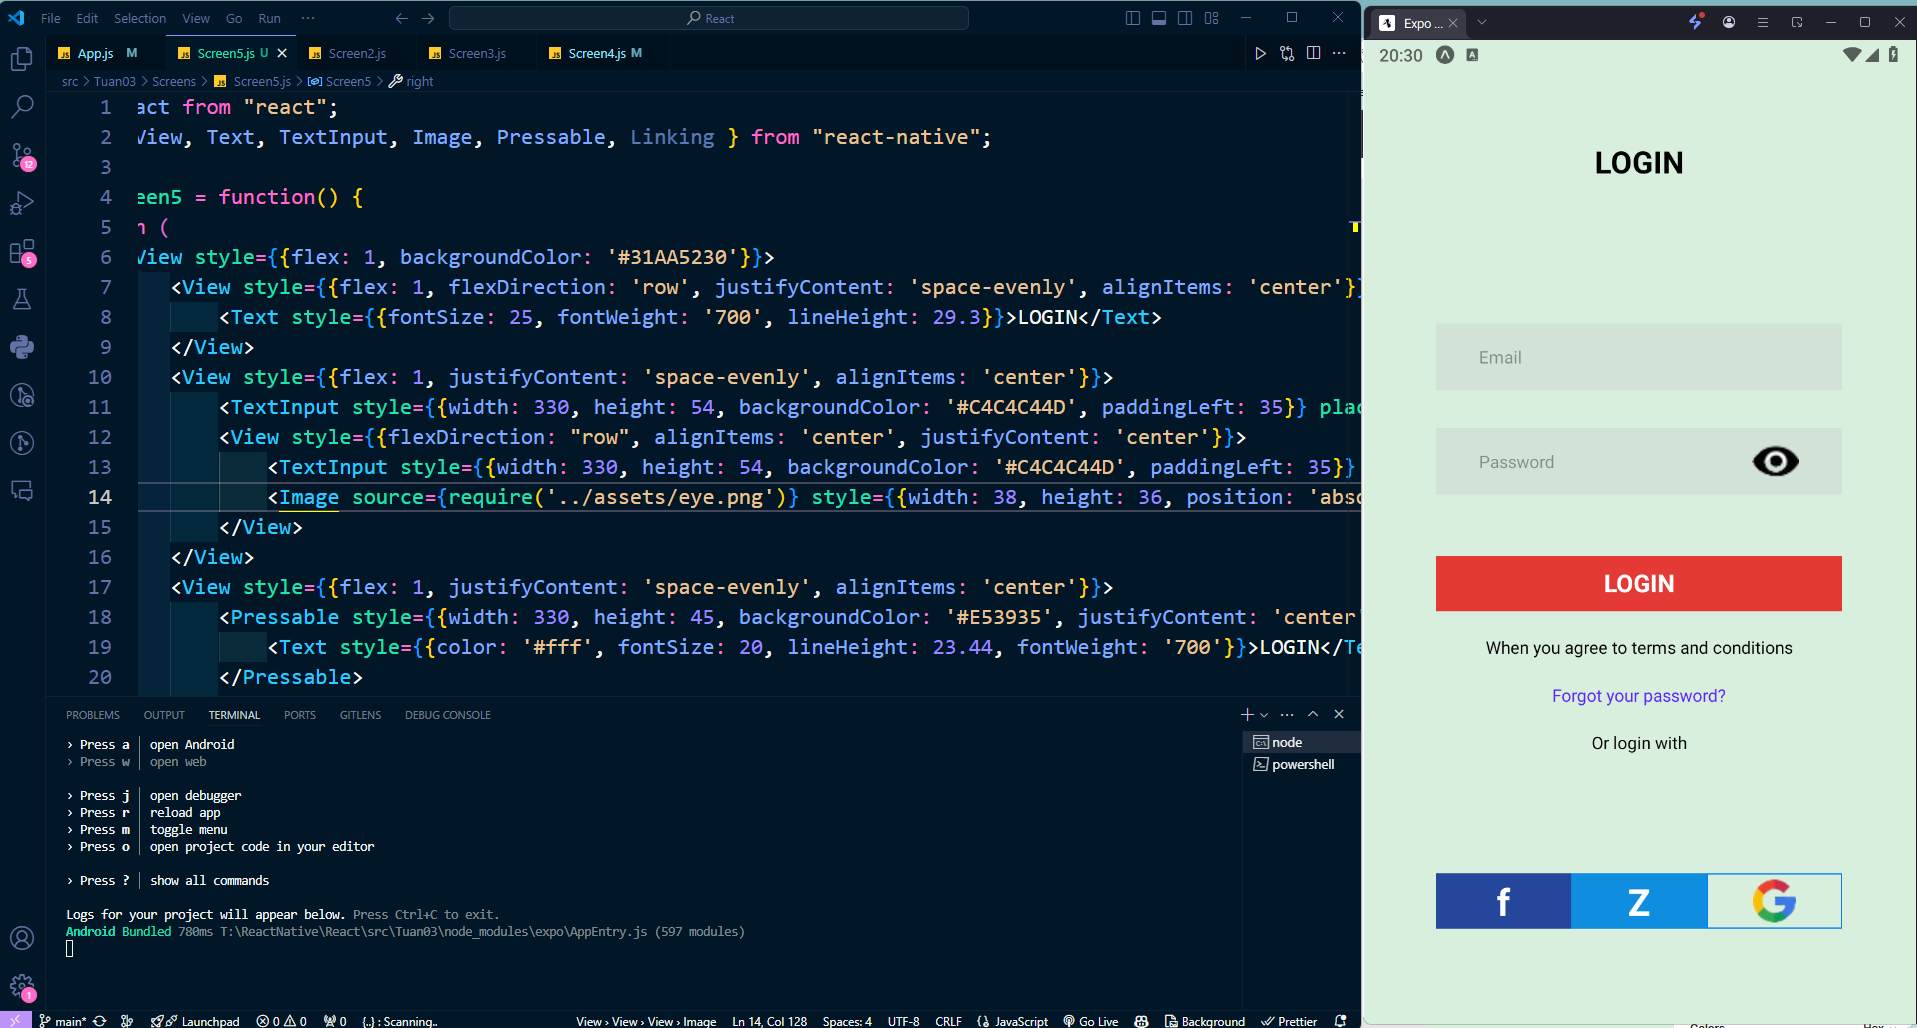 File Edit Selection View Go Run ··· React
App.js M Screen5.js U Screen2.js Screen3.js Screen4.js M
src > Tuan03 > Screens > Screen5.js > Screen5 > right
1 act from "react";
2 View, Text, TextInput, Image, Pressable, Linking } from "react-native";
3
4 een5 = function() {
5 n (
6 View style={{flex: 1, backgroundColor: '#31AA5230'}}>
7 <View style={{flex: 1, flexDirection: 'row', justifyContent: 'space-evenly', alignItems: 'center'}}
8 <Text style={{fontSize: 25, fontWeight: '700', lineHeight: 29.3}}>LOGIN</Text>
9 </View>
10 <View style={{flex: 1, justifyContent: 'space-evenly', alignItems: 'center'}}>
11 <TextInput style={{width: 330, height: 54, backgroundColor: '#C4C4C44D', paddingLeft: 35}} plac
12 <View style={{flexDirection: "row", alignItems: 'center', justifyContent: 'center'}}>
13 <TextInput style={{width: 330, height: 54, backgroundColor: '#C4C4C44D', paddingLeft: 35}}
14 <Image source={require('../assets/eye.png')} style={{width: 38, height: 36, position: 'abso
15 </View>
16 </View>
17 <View style={{flex: 1, justifyContent: 'space-evenly', alignItems: 'center'}}>
18 <Pressable style={{width: 330, height: 45, backgroundColor: '#E53935', justifyContent: 'center'
19 <Text style={{color: '#fff', fontSize: 20, lineHeight: 23.44, fontWeight: '700'}}>LOGIN</Te
20 </Pressable>
12
5
1
PROBLEMS OUTPUT TERMINAL PORTS GITLENS DEBUG CONSOLE
› Press a │ open Android
› Press w │ open web
› Press j │ open debugger
› Press r │ reload app
› Press m │ toggle menu
› Press o │ open project code in your editor
› Press ? │ show all commands
Logs for your project will appear below. Press Ctrl+C to exit.
Android Bundled 780ms T:\ReactNative\React\src\Tuan03\node_modules\expo\AppEntry.js (597 modules)
node
powershell
main* Launchpad 0 0 0 {..} : Scanning.. View › View › View › Image Ln 14, Col 128 Spaces: 4 UTF-8 CRLF JavaScript Go Live Background Prettier
Expo ...
20:30 A
LOGIN
Email
Password
LOGIN
When you agree to terms and conditions
Forgot your password?
Or login with
f Z G